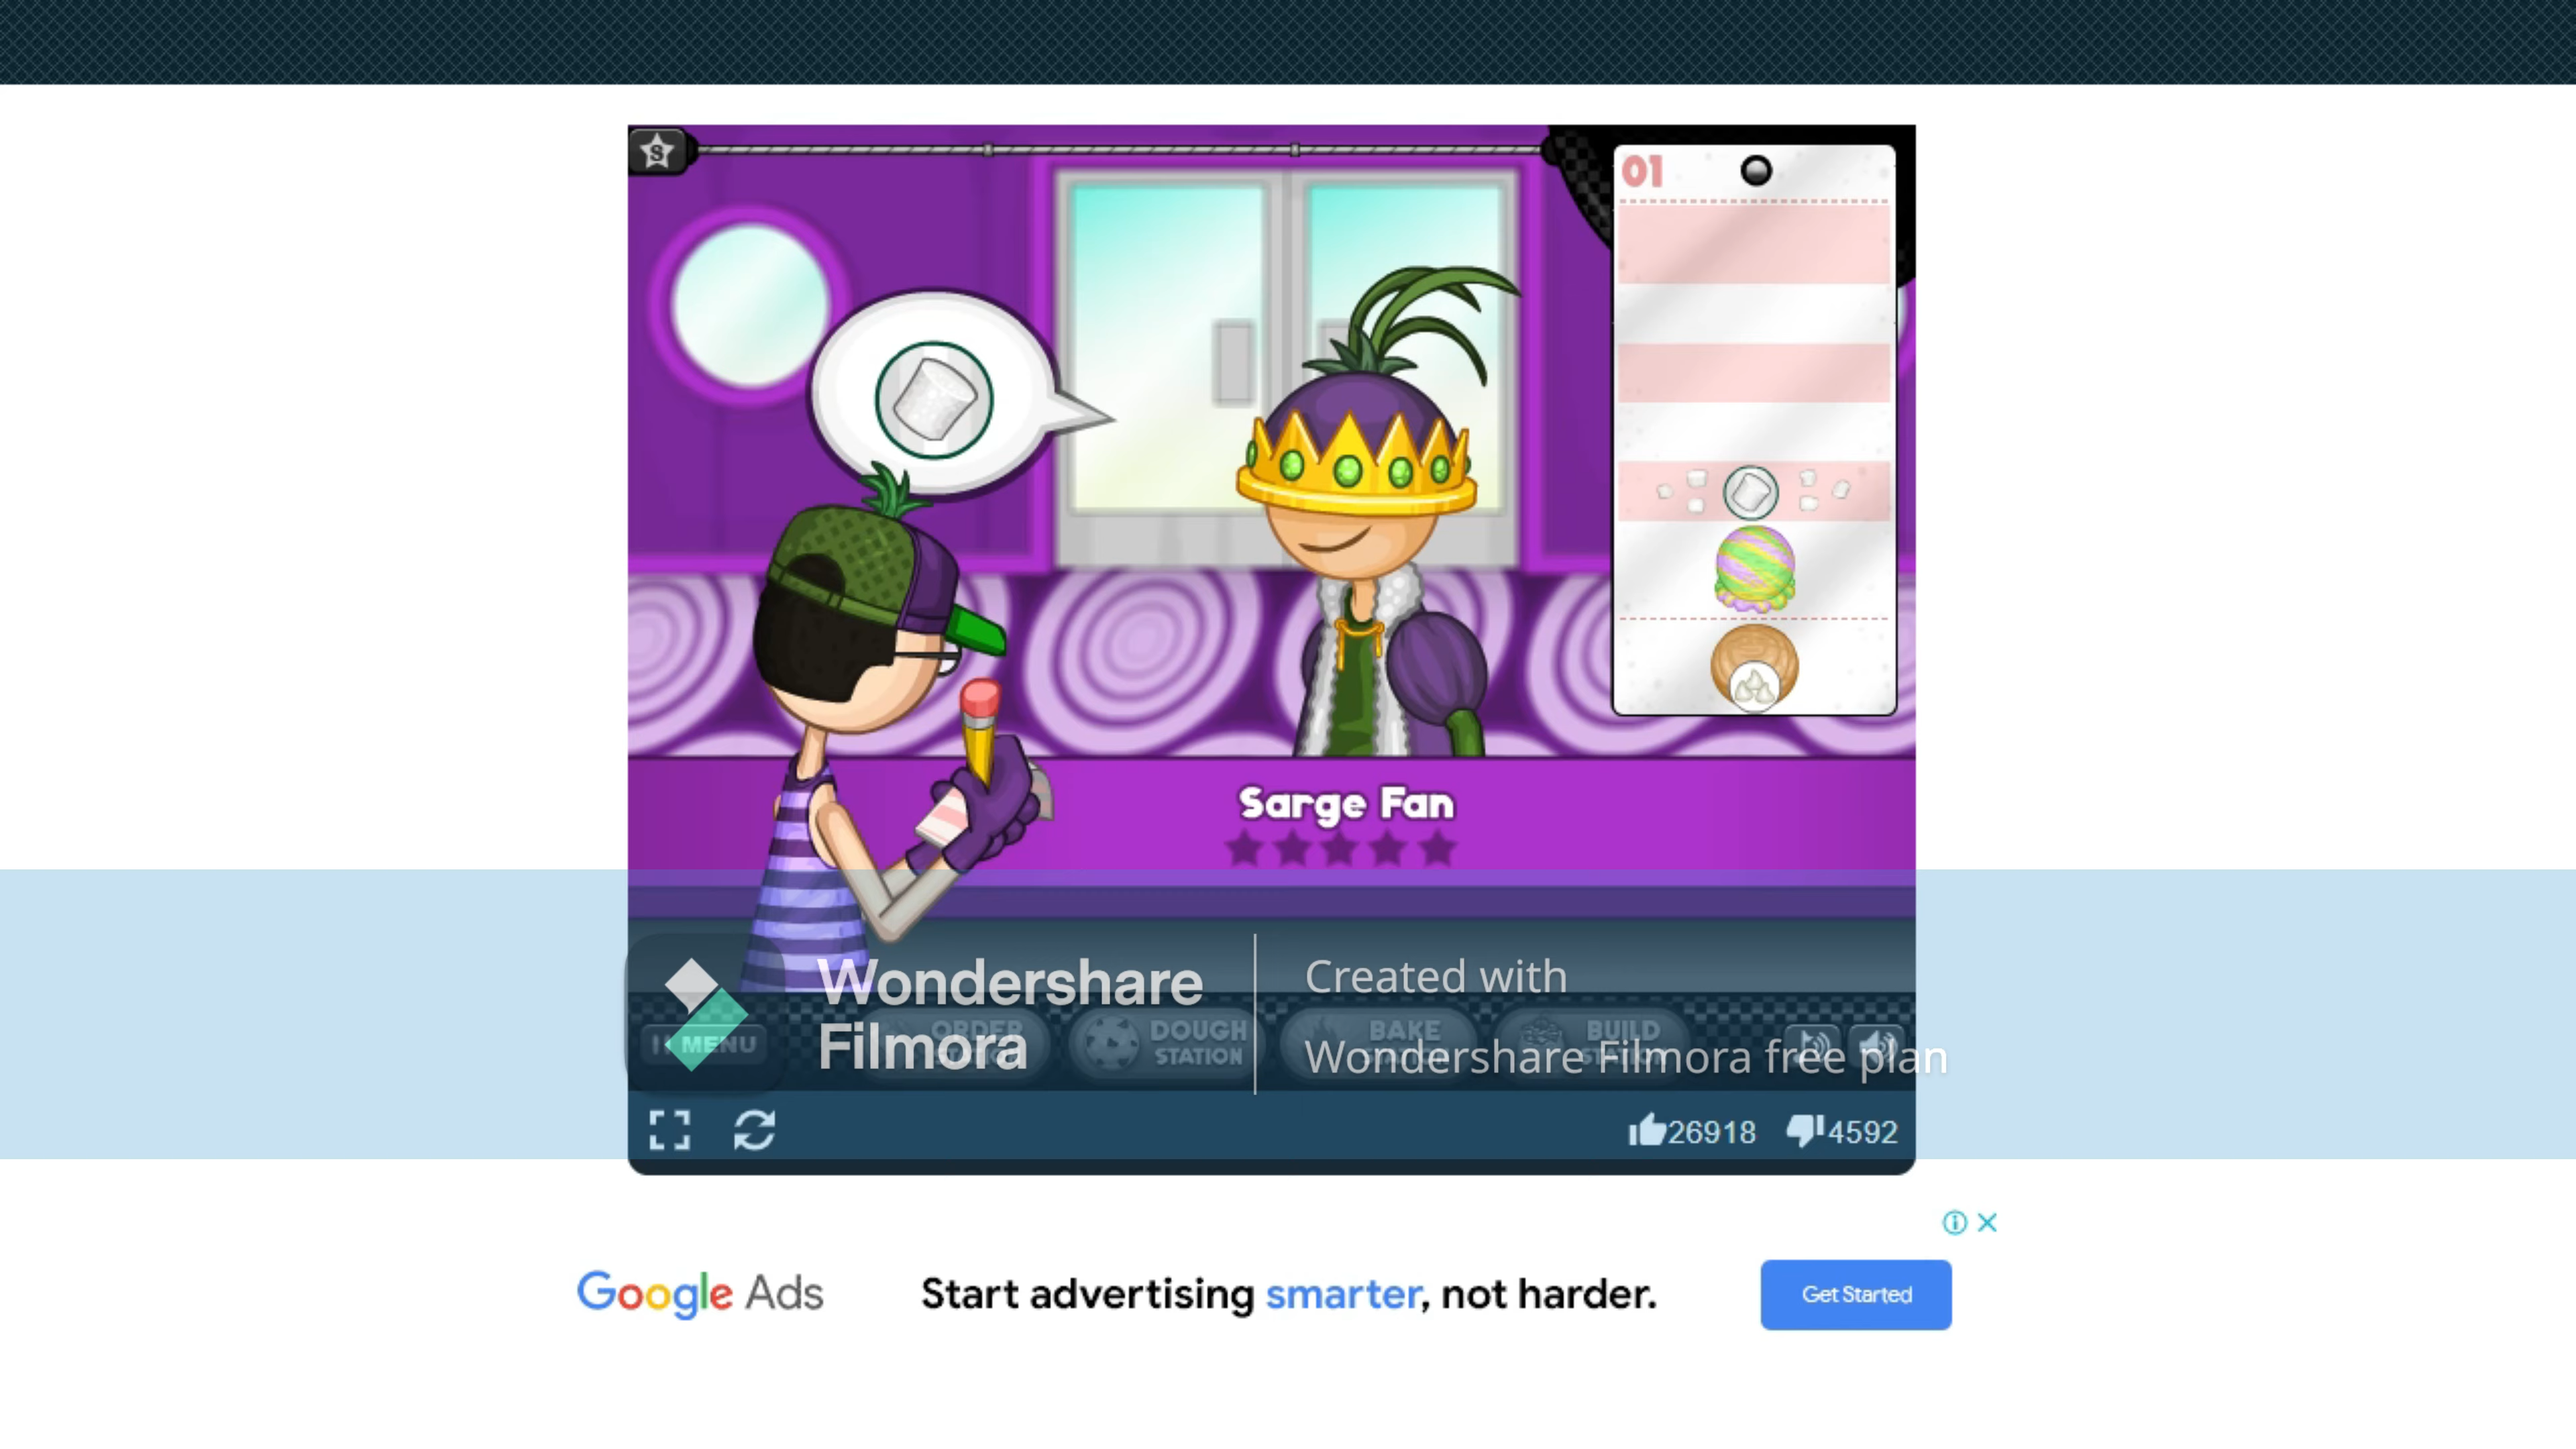 S
01
Sarge Fan
Wondershare
Filmora
Created with
Wondershare Filmora free plan
MENU
ORDER
DOUGH
STATION
BAKE
BUILD
26918
4592
Google Ads
Start advertising smarter, not harder.
Get Started